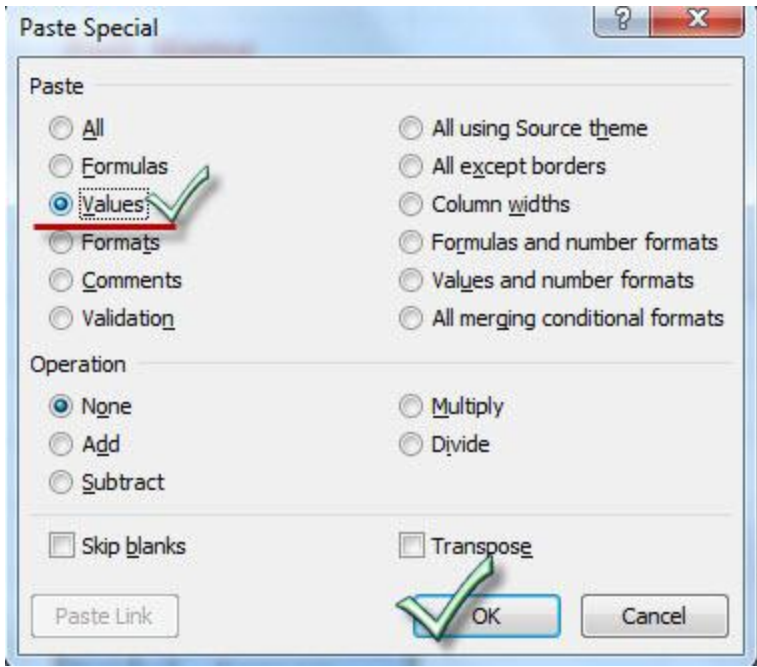 Paste Special
?
Paste
All
All using Source theme
Formulas
All except borders
Values
Column widths
Formats
Formulas and number formats
Comments
Values and number formats
Validation
All merging conditional formats
Operation
None
Multiply
Add
Divide
Subtract
Skip blanks
Transpose
Paste Link
OK
Cancel